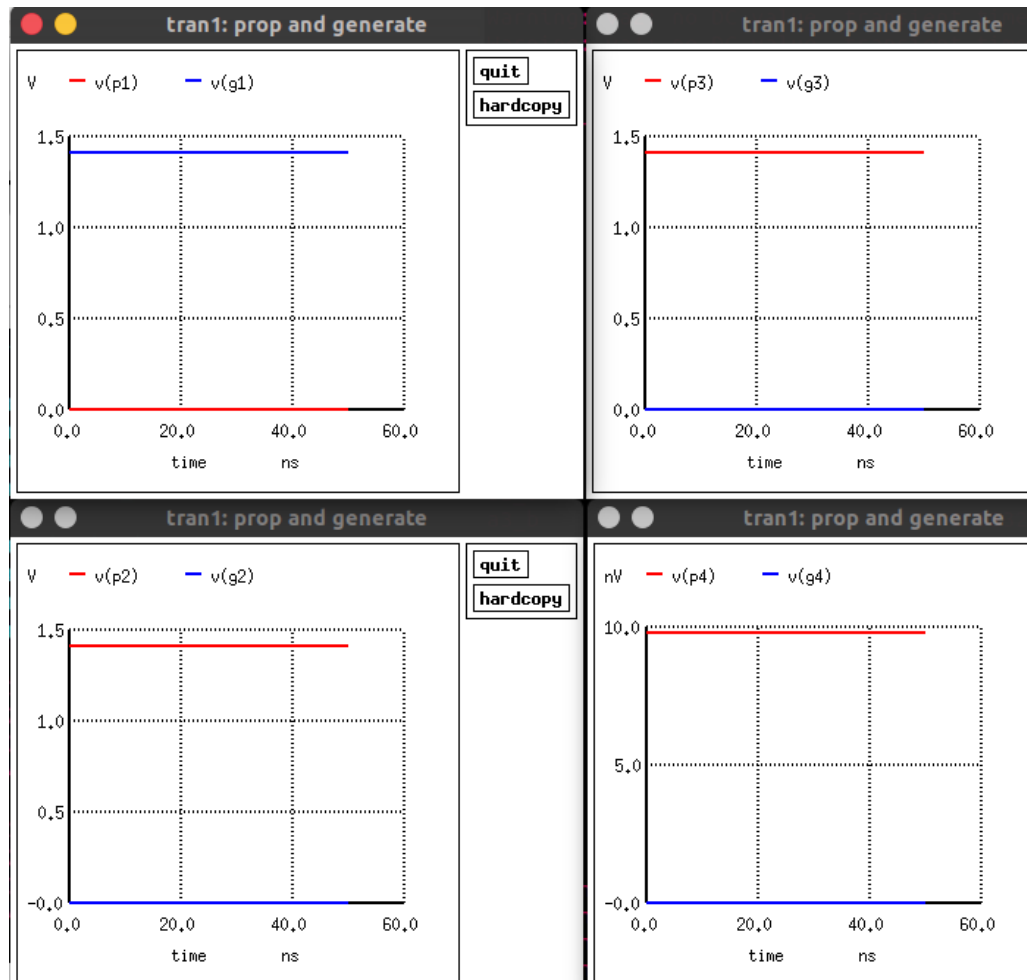 tran1: prop and generate
V v(p1) v(g1)
quit
hardcopy
1.5
1.0
0.5
0.0
0.0 20.0 40.0 60.0
time ns
tran1: prop and generate
V v(p3) v(g3)
1.5
1.0
0.5
0.0
0.0 20.0 40.0 60.0
time ns
tran1: prop and generate
V v(p2) v(g2)
quit
hardcopy
1.5
1.0
0.5
-0.0
0.0 20.0 40.0 60.0
time ns
tran1: prop and generate
nV v(p4) v(g4)
10.0
5.0
-0.0
0.0 20.0 40.0 60.0
time ns